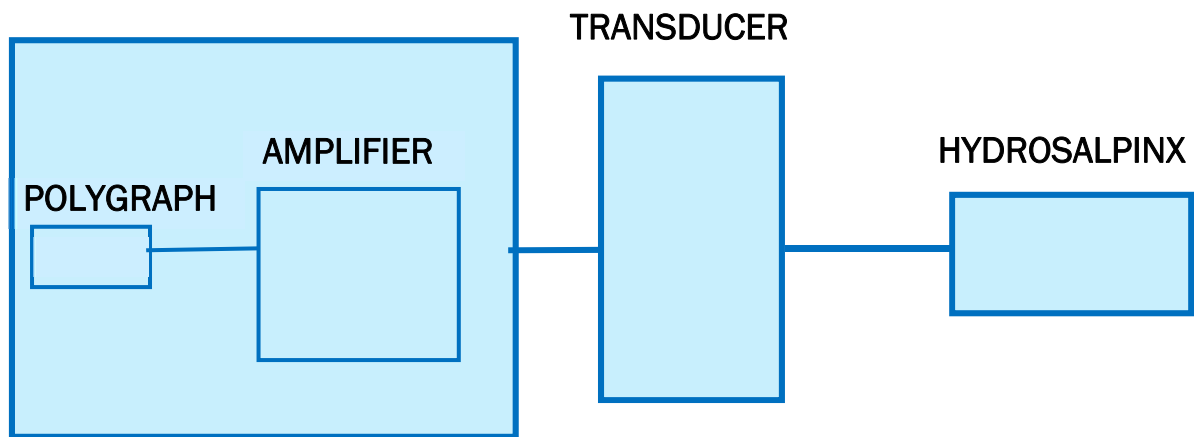 TRANSDUCER
AMPLIFIER
HYDROSALPINX
POLYGRAPH